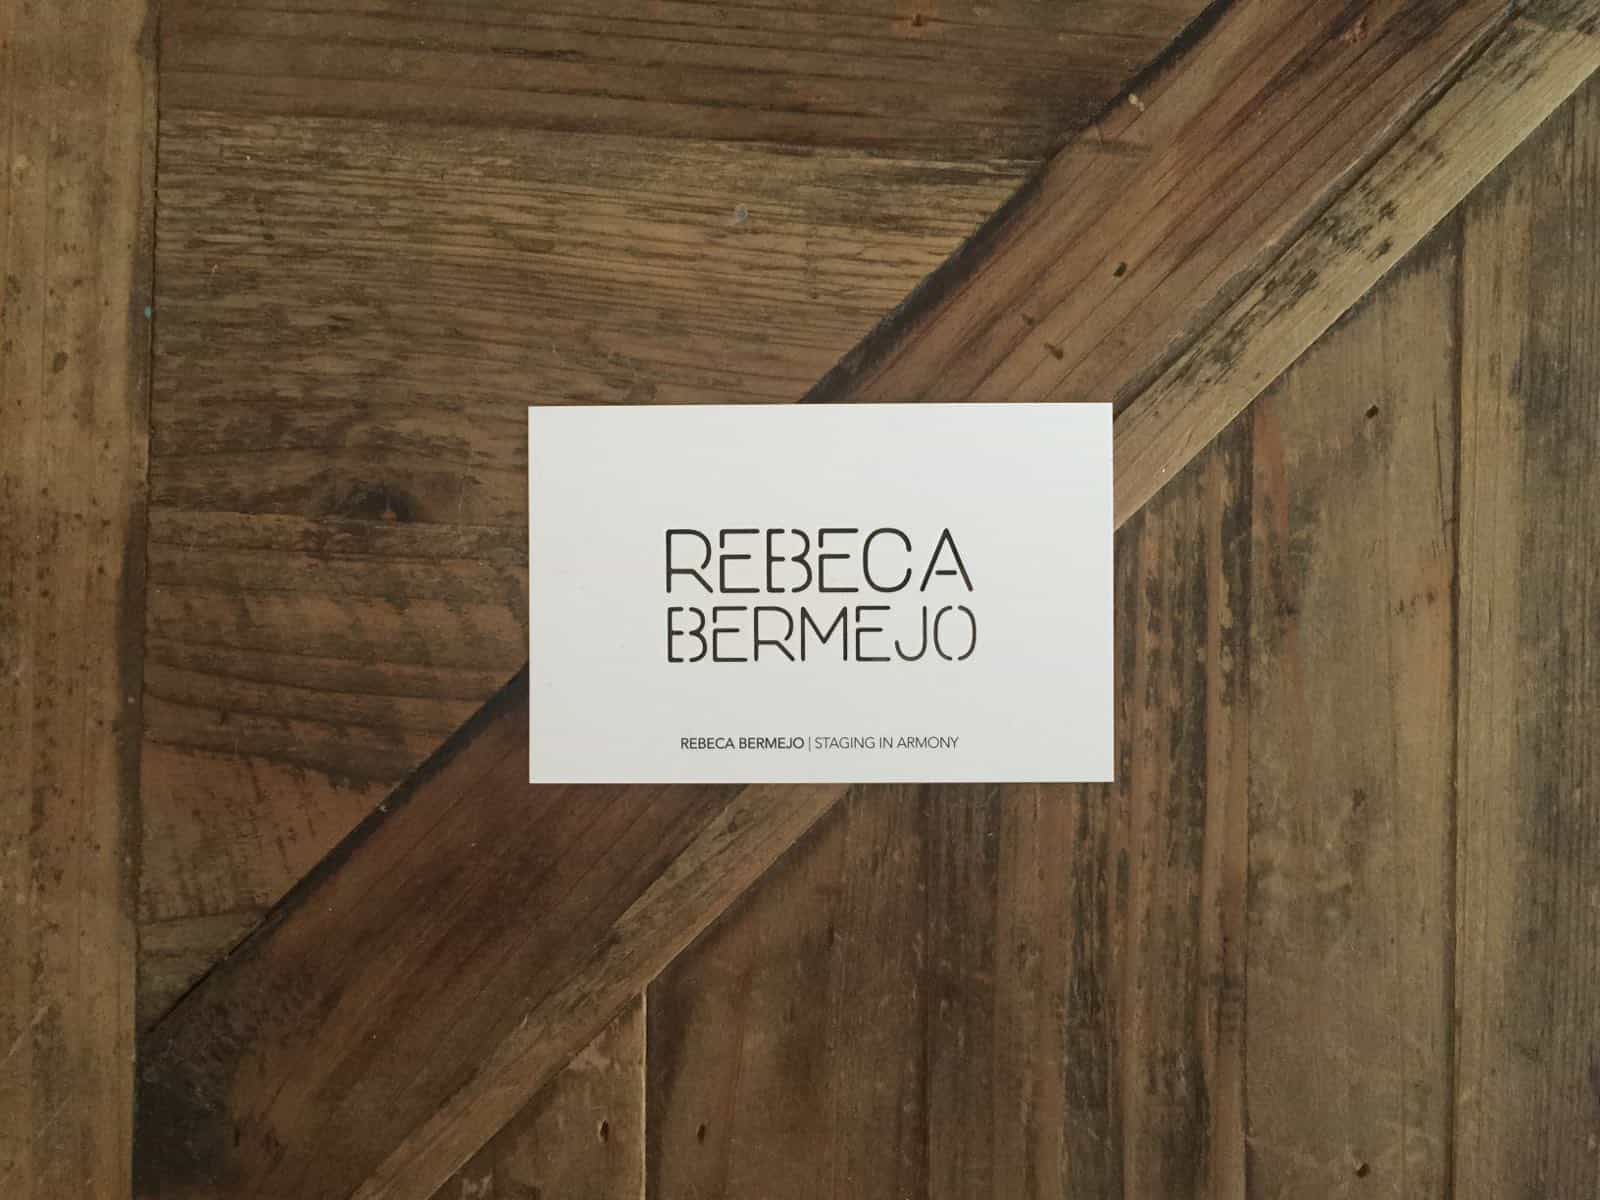 REBECA
BERMEJO
REBECA BERMEJO | STAGING IN ARMONY